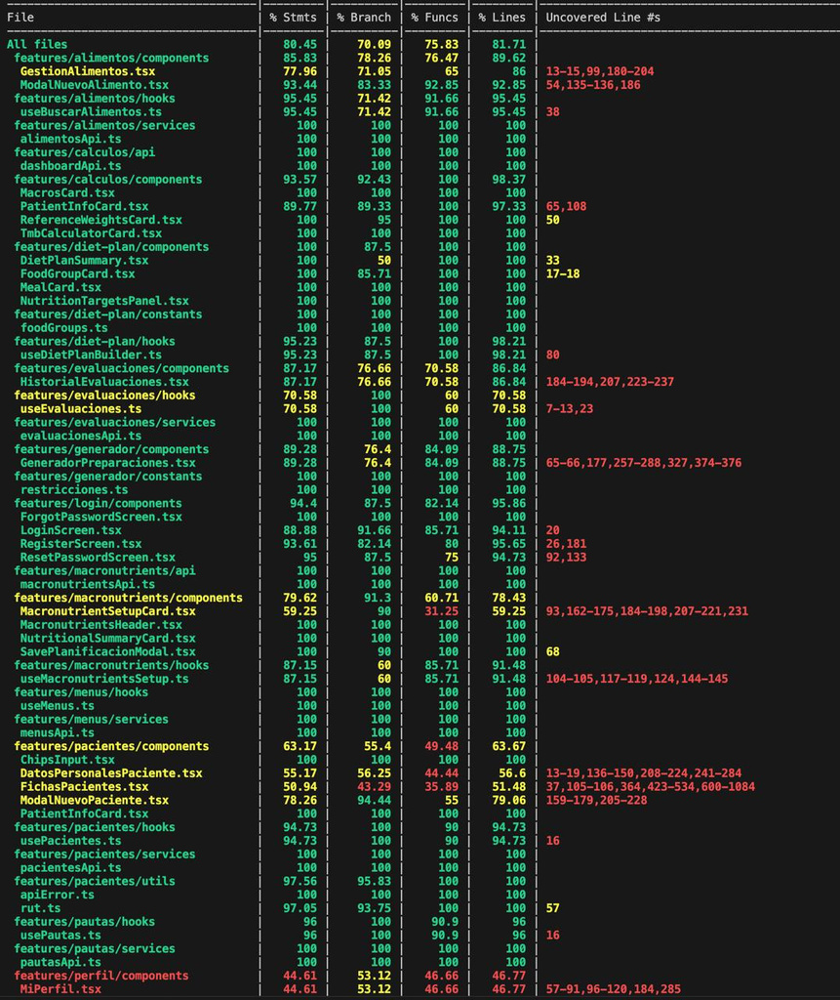 File | % Stmts | % Branch | % Funcs | % Lines | Uncovered Line #s
All files | 80.45 | 70.09 | 75.83 | 81.71 |
features/alimentos/components | 85.83 | 78.26 | 76.47 | 89.62 |
GestionAlimentos.tsx | 77.96 | 71.05 | 65 | 86 | 13-15,99,180-204
ModalNuevoAlimento.tsx | 93.44 | 83.33 | 92.85 | 92.85 | 54,135-136,186
features/alimentos/hooks | 95.45 | 71.42 | 91.66 | 95.45 |
useBuscarAlimentos.ts | 95.45 | 71.42 | 91.66 | 95.45 | 38
features/alimentos/services | 100 | 100 | 100 | 100 |
alimentosApi.ts | 100 | 100 | 100 | 100 |
features/calculos/api | 100 | 100 | 100 | 100 |
dashboardApi.ts | 100 | 100 | 100 | 100 |
features/calculos/components | 93.57 | 92.43 | 100 | 98.37 |
MacrosCard.tsx | 100 | 100 | 100 | 100 |
PatientInfoCard.tsx | 89.77 | 89.33 | 100 | 97.33 | 65,108
ReferenceWeightsCard.tsx | 100 | 95 | 100 | 100 | 50
TmbCalculatorCard.tsx | 100 | 100 | 100 | 100 |
features/diet-plan/components | 100 | 87.5 | 100 | 100 |
DietPlanSummary.tsx | 100 | 50 | 100 | 100 | 33
FoodGroupCard.tsx | 100 | 85.71 | 100 | 100 | 17-18
MealCard.tsx | 100 | 100 | 100 | 100 |
NutritionTargetsPanel.tsx | 100 | 100 | 100 | 100 |
features/diet-plan/constants | 100 | 100 | 100 | 100 |
foodGroups.ts | 100 | 100 | 100 | 100 |
features/diet-plan/hooks | 95.23 | 87.5 | 100 | 98.21 |
useDietPlanBuilder.ts | 95.23 | 87.5 | 100 | 98.21 | 80
features/evaluaciones/components | 87.17 | 76.66 | 70.58 | 86.84 |
HistorialEvaluaciones.tsx | 87.17 | 76.66 | 70.58 | 86.84 | 184-194,207,223-237
features/evaluaciones/hooks | 70.58 | 100 | 60 | 70.58 |
useEvaluaciones.ts | 70.58 | 100 | 60 | 70.58 | 7-13,23
features/evaluaciones/services | 100 | 100 | 100 | 100 |
evaluacionesApi.ts | 100 | 100 | 100 | 100 |
features/generador/components | 89.28 | 76.4 | 84.09 | 88.75 |
GeneradorPreparaciones.tsx | 89.28 | 76.4 | 84.09 | 88.75 | 65-66,177,257-288,327,374-376
features/generador/constants | 100 | 100 | 100 | 100 |
restricciones.ts | 100 | 100 | 100 | 100 |
features/login/components | 94.4 | 87.5 | 82.14 | 95.86 |
ForgotPasswordScreen.tsx | 100 | 100 | 100 | 100 |
LoginScreen.tsx | 88.88 | 91.66 | 85.71 | 94.11 | 20
RegisterScreen.tsx | 93.61 | 82.14 | 80 | 95.65 | 26,181
ResetPasswordScreen.tsx | 95 | 87.5 | 75 | 94.73 | 92,133
features/macronutrients/api | 100 | 100 | 100 | 100 |
macronutrientsApi.ts | 100 | 100 | 100 | 100 |
features/macronutrients/components | 79.62 | 91.3 | 60.71 | 78.43 |
MacronutrientSetupCard.tsx | 59.25 | 90 | 31.25 | 59.25 | 93,162-175,184-198,207-221,231
MacronutrientsHeader.tsx | 100 | 100 | 100 | 100 |
NutritionalSummaryCard.tsx | 100 | 100 | 100 | 100 |
SavePlanificacionModal.tsx | 100 | 90 | 100 | 100 | 68
features/macronutrients/hooks | 87.15 | 60 | 85.71 | 91.48 |
useMacronutrientsSetup.ts | 87.15 | 60 | 85.71 | 91.48 | 104-105,117-119,124,144-145
features/menus/hooks | 100 | 100 | 100 | 100 |
useMenus.ts | 100 | 100 | 100 | 100 |
features/menus/services | 100 | 100 | 100 | 100 |
menusApi.ts | 100 | 100 | 100 | 100 |
features/pacientes/components | 63.17 | 55.4 | 49.48 | 63.67 |
ChipsInput.tsx | 100 | 100 | 100 | 100 |
DatosPersonalesPaciente.tsx | 55.17 | 56.25 | 44.44 | 56.6 | 13-19,136-150,208-224,241-284
FichasPacientes.tsx | 50.94 | 43.29 | 35.89 | 51.48 | 37,105-106,364,423-534,600-1084
ModalNuevoPaciente.tsx | 78.26 | 94.44 | 55 | 79.06 | 159-179,205-228
PatientInfoCard.tsx | 100 | 100 | 100 | 100 |
features/pacientes/hooks | 94.73 | 100 | 90 | 94.73 |
usePacientes.ts | 94.73 | 100 | 90 | 94.73 | 16
features/pacientes/services | 100 | 100 | 100 | 100 |
pacientesApi.ts | 100 | 100 | 100 | 100 |
features/pacientes/utils | 97.56 | 95.83 | 100 | 100 |
apiError.ts | 100 | 100 | 100 | 100 |
rut.ts | 97.05 | 93.75 | 100 | 100 | 57
features/pautas/hooks | 96 | 100 | 90.9 | 96 |
usePautas.ts | 96 | 100 | 90.9 | 96 | 16
features/pautas/services | 100 | 100 | 100 | 100 |
pautasApi.ts | 100 | 100 | 100 | 100 |
features/perfil/components | 44.61 | 53.12 | 46.66 | 46.77 |
MiPerfil.tsx | 44.61 | 53.12 | 46.66 | 46.77 | 57-91,96-120,184,285